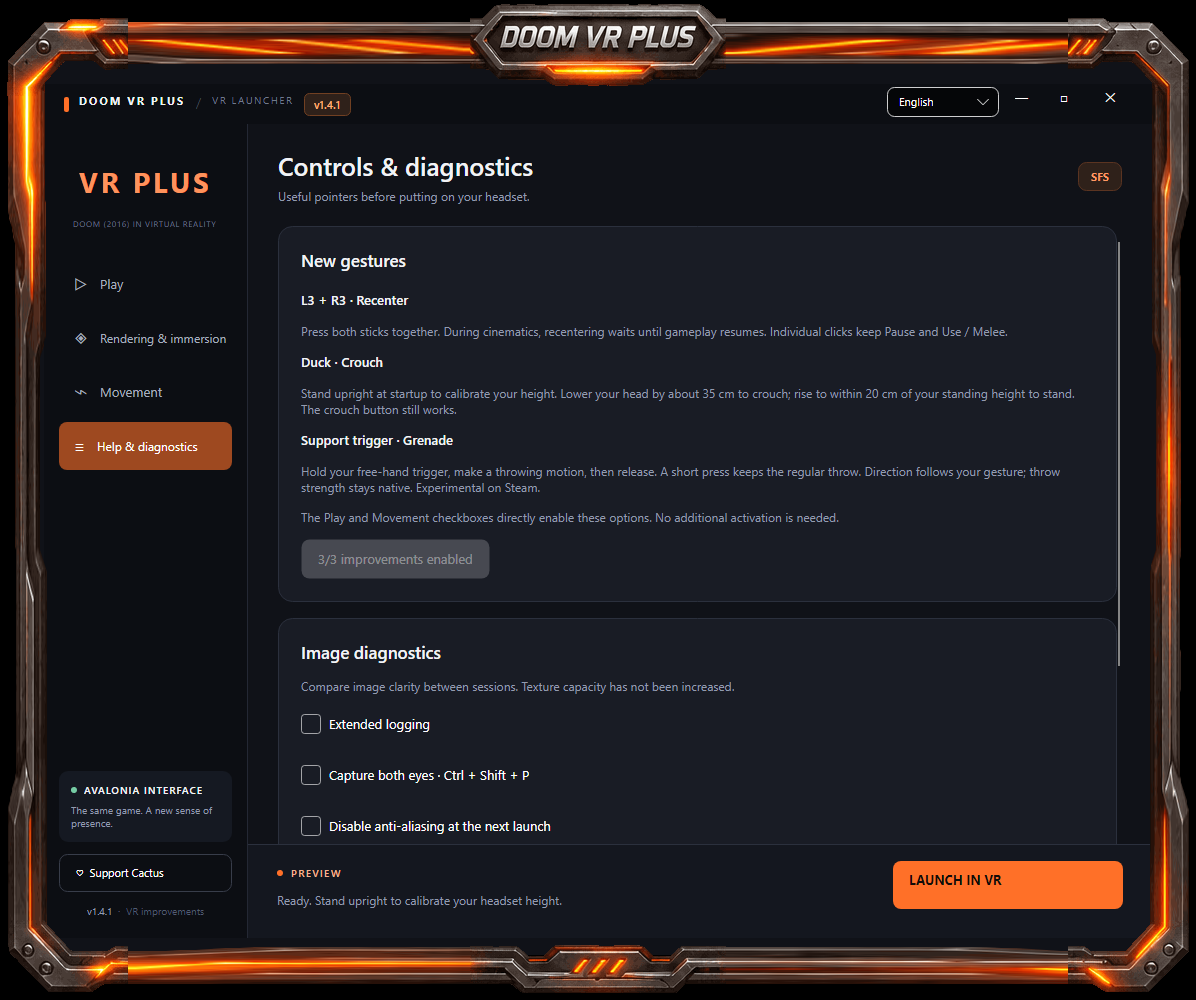 DOOM VR PLUS
DOOM VR PLUS / VR LAUNCHER v1.4.1
English
VR PLUS
DOOM (2016) IN VIRTUAL REALITY
Play
Rendering & immersion
Movement
Help & diagnostics
AVALONIA INTERFACE
The same game. A new sense of
presence.
Support Cactus
v1.4.1 · VR improvements
Controls & diagnostics
Useful pointers before putting on your headset.
SFS
New gestures
L3 + R3 · Recenter
Press both sticks together. During cinematics, recentering waits until gameplay resumes. Individual clicks keep Pause and Use / Melee.
Duck · Crouch
Stand upright at startup to calibrate your height. Lower your head by about 35 cm to crouch; rise to within 20 cm of your standing height to stand.
The crouch button still works.
Support trigger · Grenade
Hold your free-hand trigger, make a throwing motion, then release. A short press keeps the regular throw. Direction follows your gesture; throw
strength stays native. Experimental on Steam.
The Play and Movement checkboxes directly enable these options. No additional activation is needed.
3/3 improvements enabled
Image diagnostics
Compare image clarity between sessions. Texture capacity has not been increased.
Extended logging
Capture both eyes · Ctrl + Shift + P
Disable anti-aliasing at the next launch
PREVIEW
Ready. Stand upright to calibrate your headset height.
LAUNCH IN VR